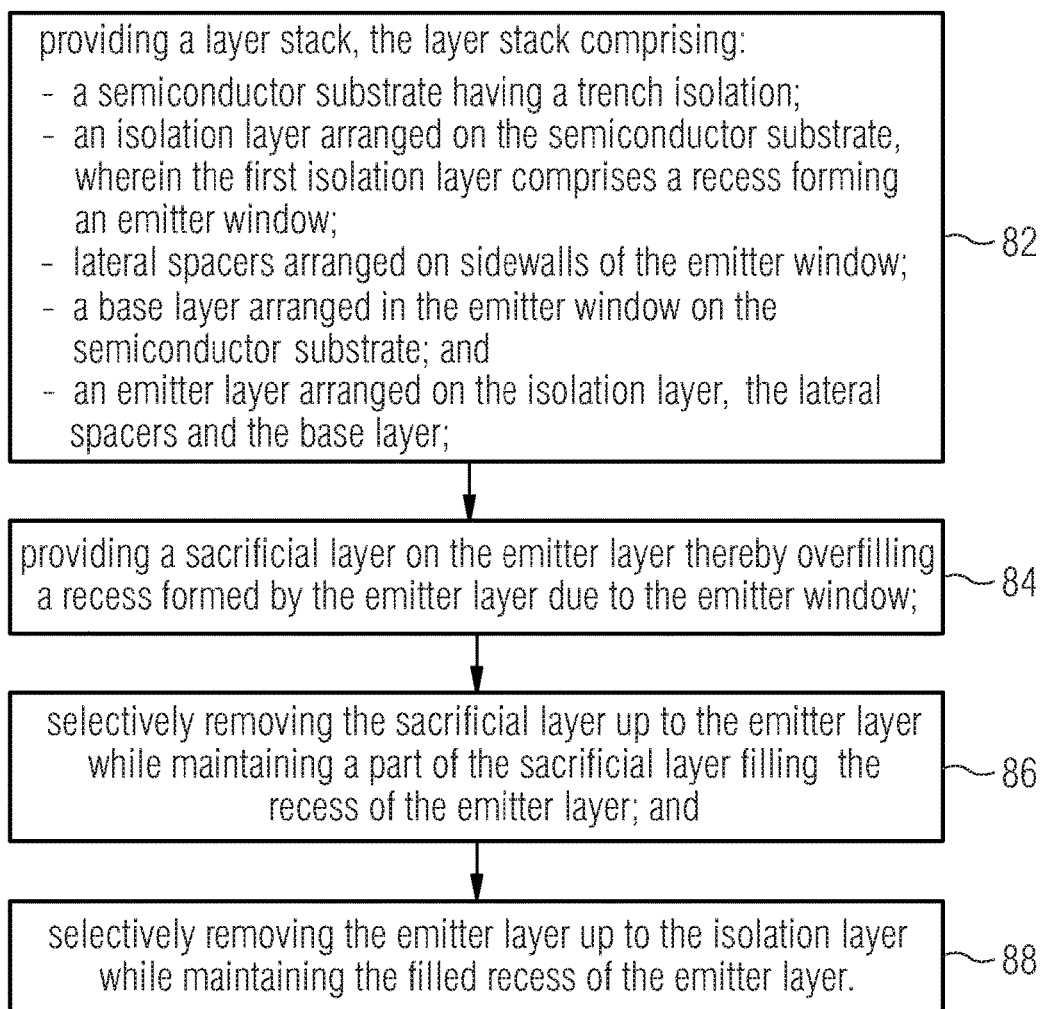 providing a layer stack, the layer stack comprising:
- a semiconductor substrate having a trench isolation;
- an isolation layer arranged on the semiconductor substrate,
wherein the first isolation layer comprises a recess forming
an emitter window;
- lateral spacers arranged on sidewalls of the emitter window;
- a base layer arranged in the emitter window on the
semiconductor substrate; and
- an emitter layer arranged on the isolation layer, the lateral
spacers and the base layer;
82
providing a sacrificial layer on the emitter layer thereby overfilling
a recess formed by the emitter layer due to the emitter window;
84
selectively removing the sacrificial layer up to the emitter layer
while maintaining a part of the sacrificial layer filling the
recess of the emitter layer; and
86
selectively removing the emitter layer up to the isolation layer
while maintaining the filled recess of the emitter layer.
88